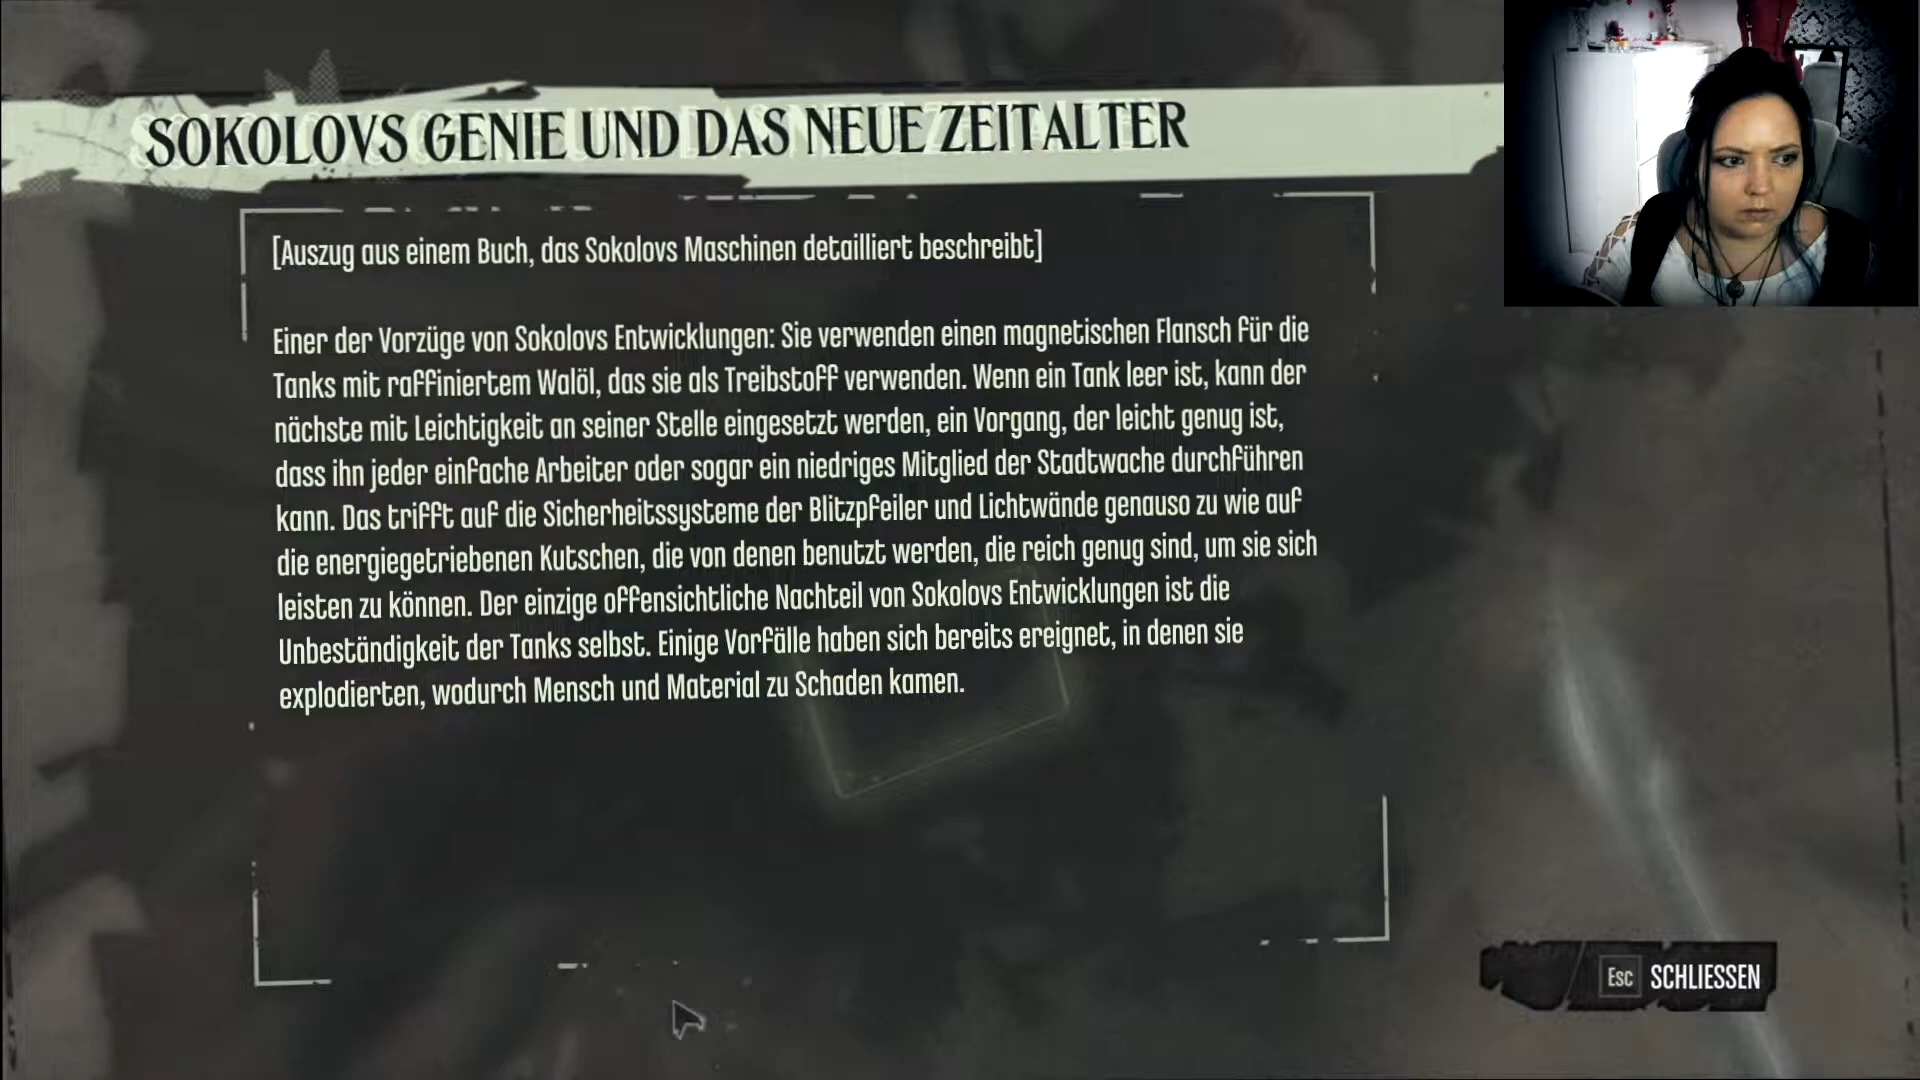 SOKOLOVS GENIE UND DAS NEUE ZEITALTER
[Auszug aus einem Buch, das Sokolovs Maschinen detailliert beschreibt]
Einer der Vorzüge von Sokolovs Entwicklungen: Sie verwenden einen magnetischen Flansch für die
Tanks mit raffiniertem Walöl, das sie als Treibstoff verwenden. Wenn ein Tank leer ist, kann der
nächste mit Leichtigkeit an seiner Stelle eingesetzt werden, ein Vorgang, der leicht genug ist,
dass ihn jeder einfache Arbeiter oder sogar ein niedriges Mitglied der Stadtwache durchführen
kann. Das trifft auf die Sicherheitssysteme der Blitzpfeiler und Lichtwände genauso zu wie auf
die energiegetriebenen Kutschen, die von denen benutzt werden, die reich genug sind, um sie sich
leisten zu können. Der einzige offensichtliche Nachteil von Sokolovs Entwicklungen ist die
Unbeständigkeit der Tanks selbst. Einige Vorfälle haben sich bereits ereignet, in denen sie
explodierten, wodurch Mensch und Material zu Schaden kamen.
Esc SCHLIESSEN